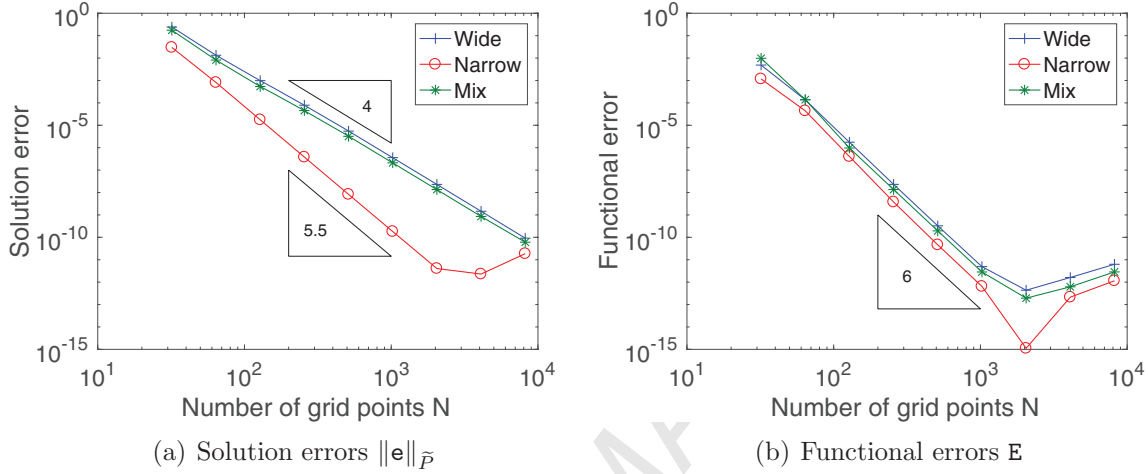 10^0
10^-5
10^-10
10^-15
Solution error
Wide
Narrow
Mix
4
5.5
10^1
10^2
10^3
10^4
Number of grid points N
(a) Solution errors ‖e‖_P̃
10^0
10^-5
10^-10
10^-15
Functional error
Wide
Narrow
Mix
6
10^1
10^2
10^3
10^4
Number of grid points N
(b) Functional errors E